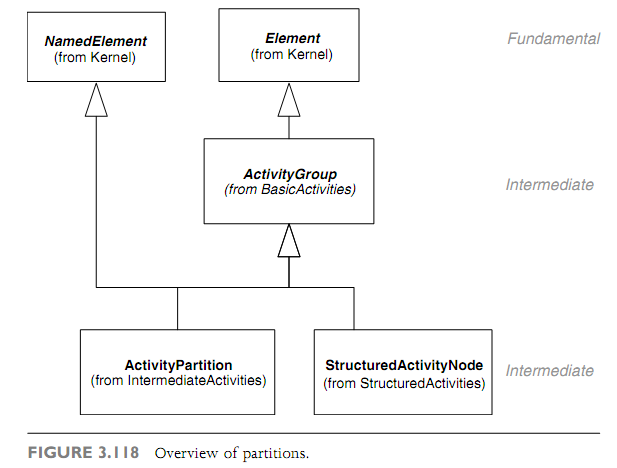 NamedElement
(from Kernel)
Element
(from Kernel)
Fundamental
ActivityGroup
(from BasicActivities)
Intermediate
ActivityPartition
(from IntermediateActivities)
StructuredActivityNode
(from StructuredActivities)
Intermediate
FIGURE 3.118 Overview of partitions.